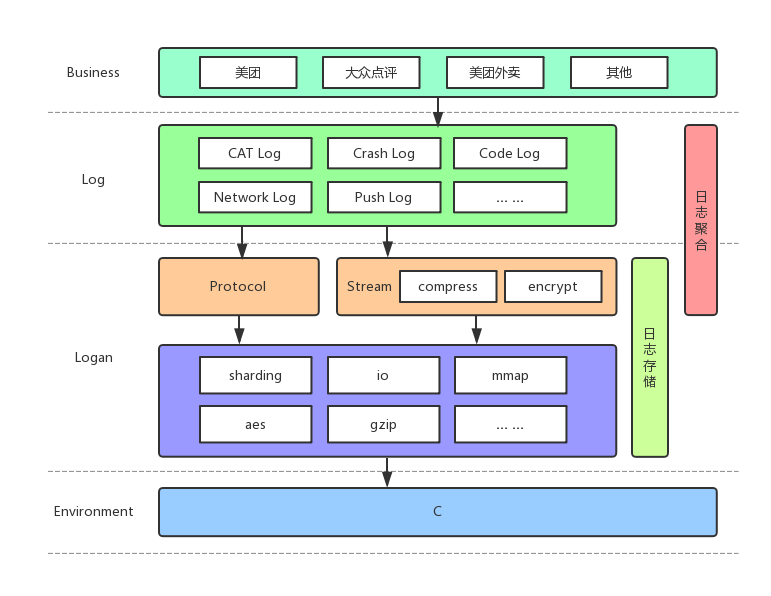 Business
美团
大众点评
美团外卖
其他
Log
CAT Log
Crash Log
Code Log
Network Log
Push Log
... ...
日志聚合
Logan
Protocol
Stream
compress
encrypt
sharding
io
mmap
aes
gzip
... ...
日志存储
Environment
C